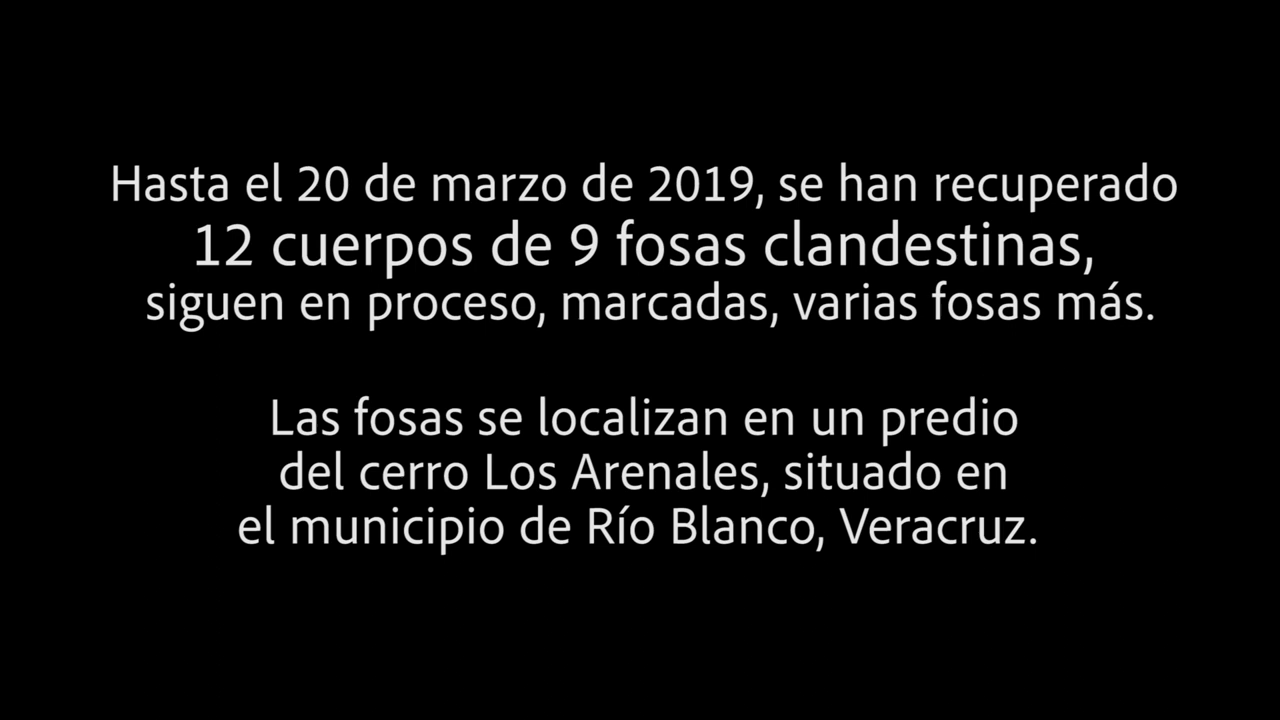 Hasta el 20 de marzo de 2019, se han recuperado
12 cuerpos de 9 fosas clandestinas,
siguen en proceso, marcadas, varias fosas más.
Las fosas se localizan en un predio
del cerro Los Arenales, situado en
el municipio de Río Blanco, Veracruz.